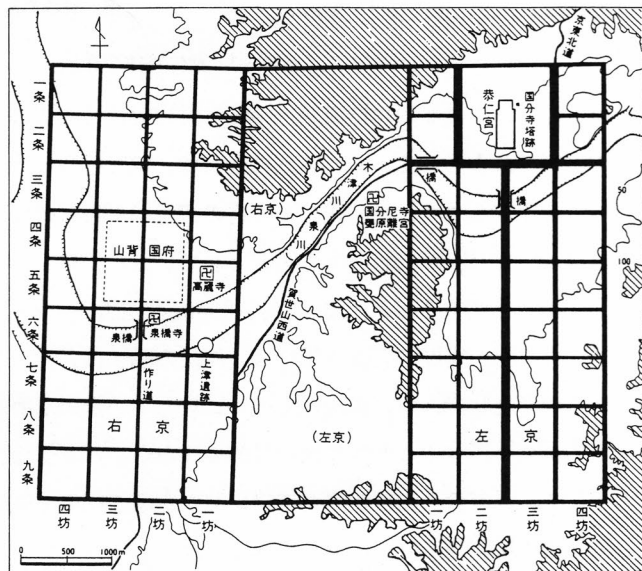 京東北道
一条
二条
三条
四条
五条
六条
七条
八条
九条
恭仁宮
国分寺塔跡
木津川
泉川
橋
橋
(右京)
国分尼寺
甕原離宮
山背国府
卍
高麗寺
卍
泉橋寺
泉橋
賀世山西道
作り道
上津遺跡
右京
(左京)
左京
四坊
三坊
二坊
一坊
一坊
二坊
三坊
四坊
50
100
0 500 1000m